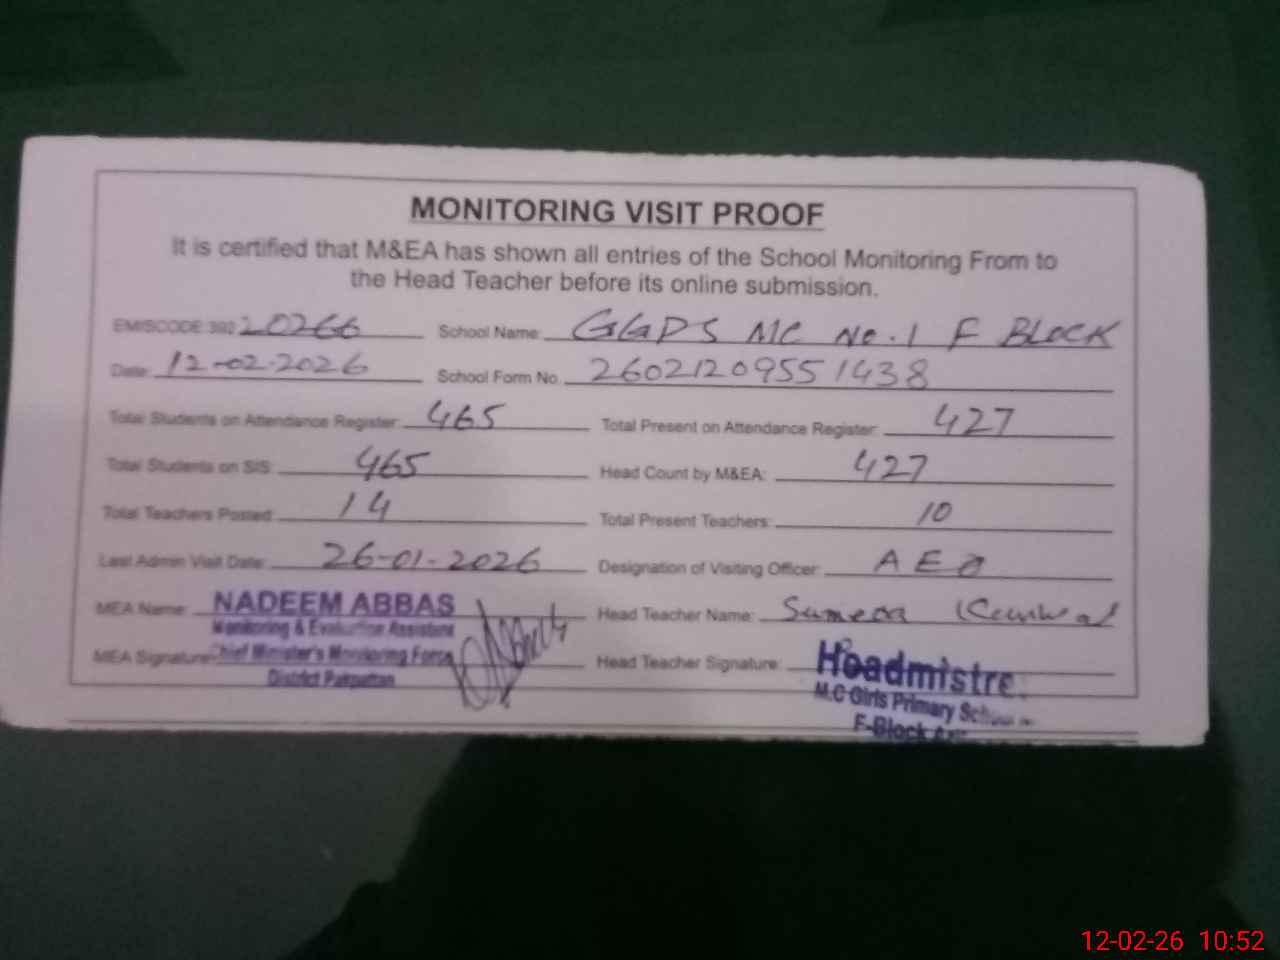 MONITORING VISIT PROOF
It is certified that M&EA has shown all entries of the School Monitoring From to
the Head Teacher before its online submission.
EMISCODE 392 20266 School Name: GGPS MC No. 1 F BLOCK
Date: 12-02-2026 School Form No. 26021209551438
Total Students on Attendance Register: 465 Total Present on Attendance Register: 427
Total Students on SIS: 465 Head Count by M&EA: 427
Total Teachers Posted: 14 Total Present Teachers: 10
Last Admin Visit Date: 26-01-2026 Designation of Visiting Officer: AEO
MEA Name: NADEEM ABBAS Head Teacher Name: Sumera Kanwal
Monitoring & Evaluation Assistant
MEA Signature: Chief Minister's Monitoring Force Head Teacher Signature: Headmistre
District Pakpattan
M.C Girls Primary School
F-Block
12-02-26 10:52